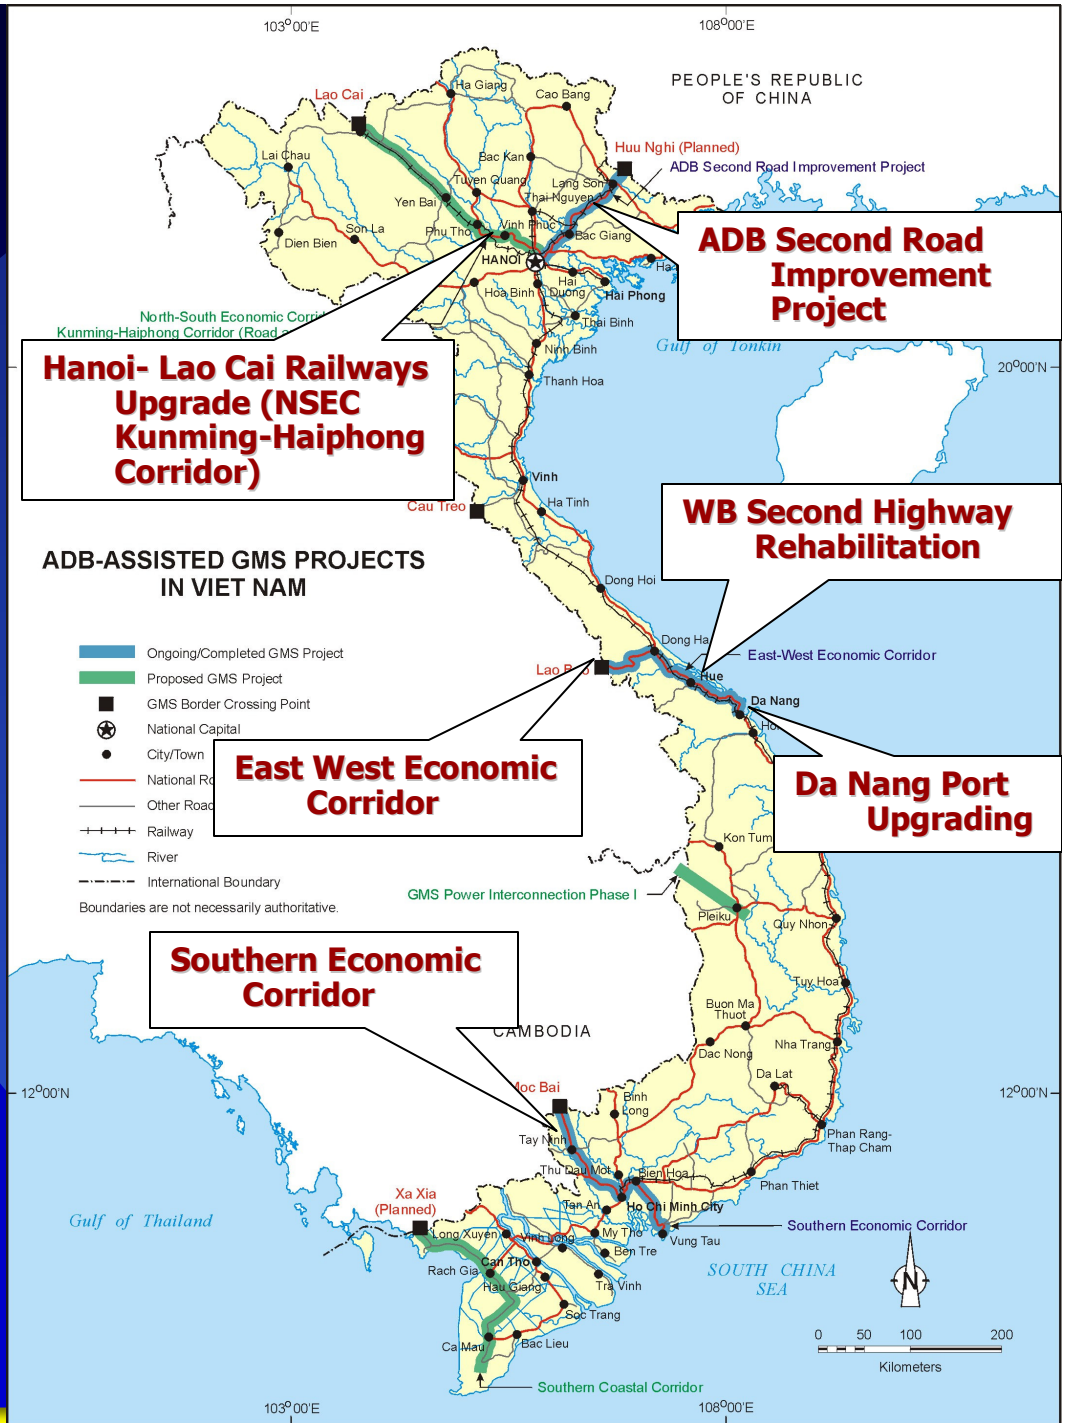 103°00'E
108°00'E
PEOPLE'S REPUBLIC
OF CHINA
Lao Cai
Ha Giang
Cao Bang
Huu Nghi (Planned)
ADB Second Road Improvement Project
Lai Chau
Bac Kan
Tuyen Quang
Lang Son
Thai Nguyen
Yen Bai
Vinh Phuc
Phu Tho
Bac Giang
Son La
Dien Bien
HANOI
Ha
Hai
Duong
Hoa Binh
Hai Phong
Thai Binh
ADB Second Road
Improvement
Project
North-South Economic Corrid
Kunming-Haiphong Corridor (Road a
Ninh Binh
Gulf of Tonkin
20°00'N
Hanoi- Lao Cai Railways
Upgrade (NSEC
Kunming-Haiphong
Corridor)
Thanh Hoa
Vinh
Cau Treo
Ha Tinh
WB Second Highway
Rehabilitation
ADB-ASSISTED GMS PROJECTS
IN VIET NAM
Dong Hoi
Dong Ha
Ongoing/Completed GMS Project
Proposed GMS Project
GMS Border Crossing Point
National Capital
City/Town
National Ro
Other Road
Railway
River
International Boundary
Boundaries are not necessarily authoritative.
East-West Economic Corridor
Lao B o
Hue
Da Nang
Ho
East West Economic
Corridor
Da Nang Port
Upgrading
Kon Tum
GMS Power Interconnection Phase I
Pleiku
Quy Nhon
Southern Economic
Corridor
Tuy Hoa
Buon Ma
Thuot
CAMBODIA
Nha Trang
Dac Nong
Da Lat
12°00'N
12°00'N
Moc Bai
Binh
Long
Tay Ninh
Phan Rang-
Thap Cham
Thu Dau Mot
Bien Hoa
Phan Thiet
Xa Xia
(Planned)
Tan An
Ho Chi Minh City
Gulf of Thailand
Southern Economic Corridor
Long Xuyen
Vinh Long
My Tho
Vung Tau
Ben Tre
Can Tho
Rach Gia
Hau Giang
Tra Vinh
SOUTH CHINA
SEA
N
Soc Trang
Ca Mau
Bac Lieu
0 50 100 200
Kilometers
Southern Coastal Corridor
103°00'E
108°00'E